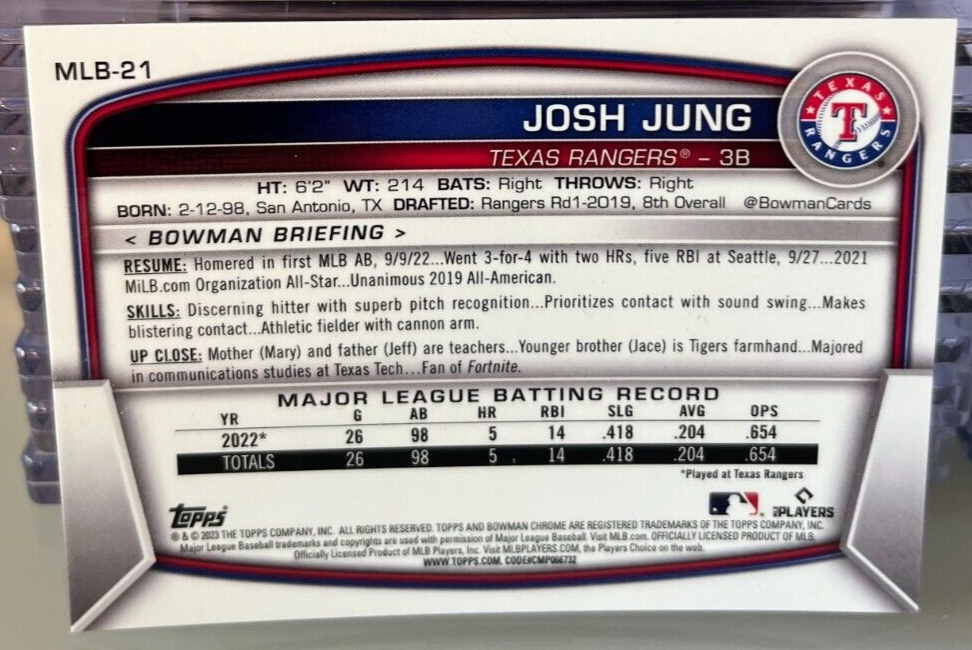 MLB-21
JOSH JUNG
TEXAS RANGERS
TEXAS RANGERS® – 3B
HT: 6'2" WT: 214 BATS: Right THROWS: Right
BORN: 2-12-98, San Antonio, TX DRAFTED: Rangers Rd1-2019, 8th Overall @BowmanCards
< BOWMAN BRIEFING >
RESUME: Homered in first MLB AB, 9/9/22...Went 3-for-4 with two HRs, five RBI at Seattle, 9/27...2021
MiLB.com Organization All-Star...Unanimous 2019 All-American.
SKILLS: Discerning hitter with superb pitch recognition...Prioritizes contact with sound swing...Makes
blistering contact...Athletic fielder with cannon arm.
UP CLOSE: Mother (Mary) and father (Jeff) are teachers...Younger brother (Jace) is Tigers farmhand...Majored
in communications studies at Texas Tech...Fan of Fortnite.
MAJOR LEAGUE BATTING RECORD
YR G AB HR RBI SLG AVG OPS
2022* 26 98 5 14 .418 .204 .654
TOTALS 26 98 5 14 .418 .204 .654
*Played at Texas Rangers
Topps
MLB PLAYERS
® & © 2023 THE TOPPS COMPANY, INC. ALL RIGHTS RESERVED. TOPPS AND BOWMAN CHROME ARE REGISTERED TRADEMARKS OF THE TOPPS COMPANY, INC.
Major League Baseball trademarks and copyrights are used with permission of Major League Baseball. Visit MLB.com. OFFICIALLY LICENSED PRODUCT OF MLB.
Officially Licensed Product of MLB Players, Inc. Visit MLBPLAYERS.COM, the Players Choice on the web.
WWW.TOPPS.COM. CODE#CMP066732